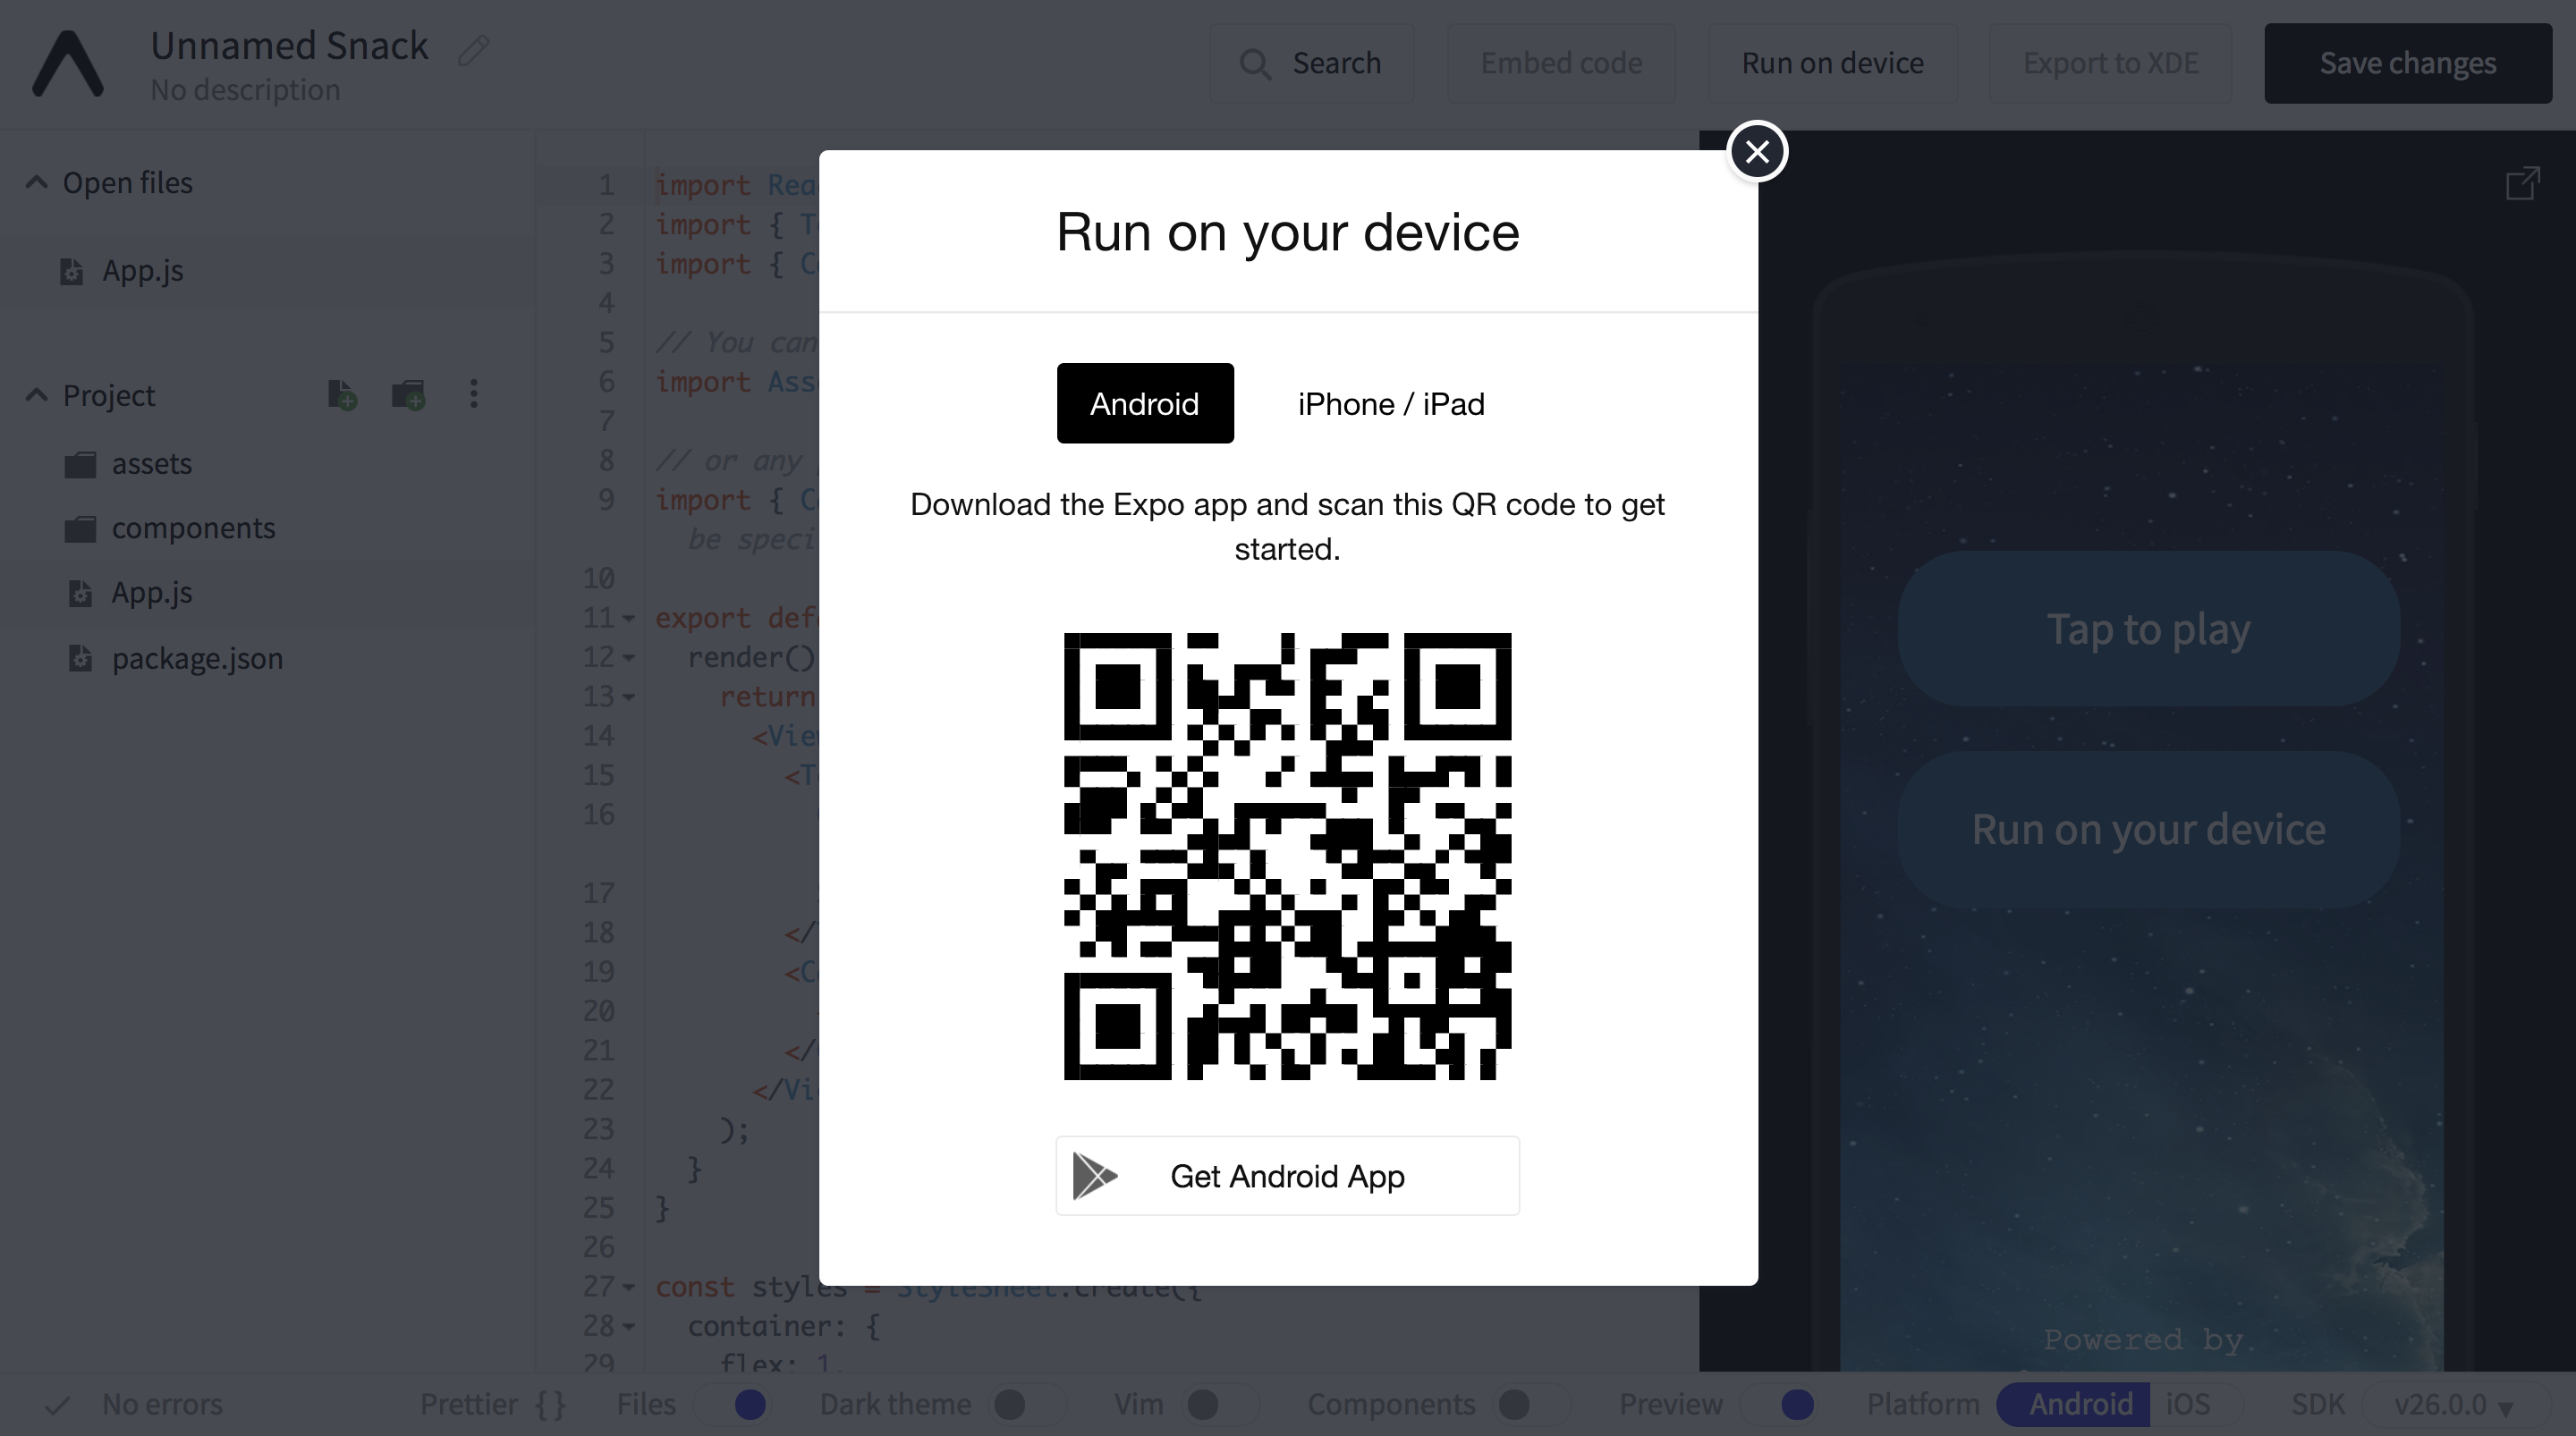 Unnamed Snack
No description
Search
Embed code
Run on device
Export to XDE
Save changes
Open files
App.js
Project
assets
components
App.js
package.json
1 import
2 import {
3 import {
4
5 // You can
6 import
7
8 // or any
9 import {
be
10
11 export
12 render()
13 return
14
15
16
17
18
19
20
21
22
23 );
24 }
25 }
26
27 const styles = StyleSheet.create({
28 container: {
29 flex: 1,
Run on your device
Android
iPhone / iPad
Download the Expo app and scan this QR code to get
started.
Get Android App
Tap to play
Run on your device
Powered by
No errors
Prettier { }
Files
Dark theme
Vim
Components
Preview
Platform
Android
iOS
SDK
v26.0.0